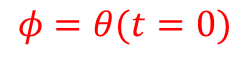 𝜙 = 𝜃(𝑡 = 0)